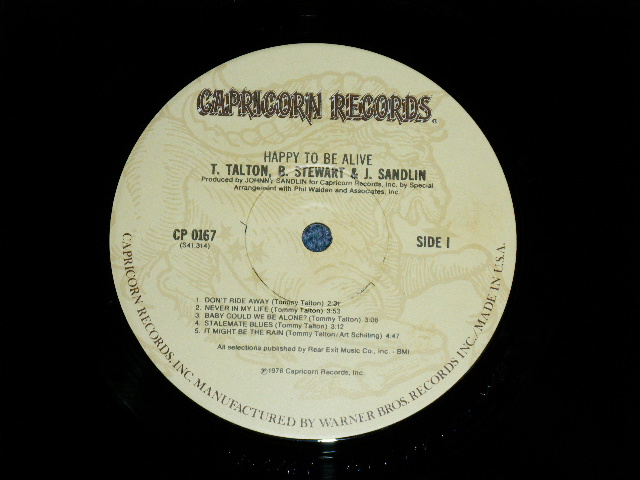 CAPRICORN RECORDS
HAPPY TO BE ALIVE
T. TALTON, B. STEWART & J. SANDLIN
Produced by JOHNNY SANDLIN for Capricorn Records, Inc. by Special
Arrangement with Phil Walden and Associates, Inc.
CP 0167
(S41,314)
SIDE I
1. DON'T RIDE AWAY (Tommy Talton) 2:31
2. NEVER IN MY LIFE (Tommy Talton) 3:53
3. BABY COULD WE BE ALONE? (Tommy Talton) 3:06
4. STALEMATE BLUES (Tommy Talton) 3:12
5. IT MIGHT BE THE RAIN (Tommy Talton/Art Schilling) 4:47
All selections published by Rear Exit Music Co., Inc. - BMI
℗1976 Capricorn Records, Inc.
CAPRICORN RECORDS, INC. MANUFACTURED BY WARNER BROS. RECORDS INC./MADE IN U.S.A.